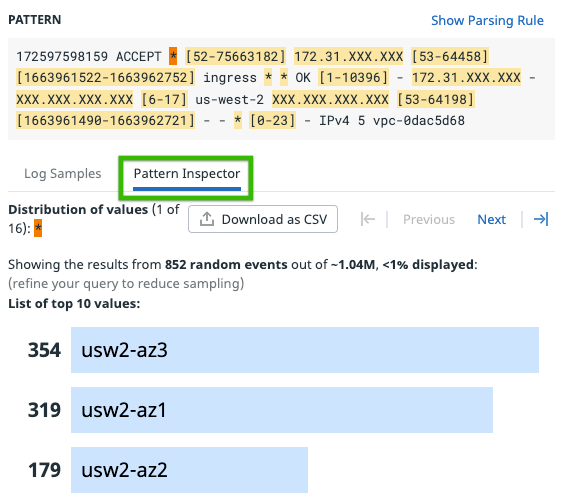 PATTERN
Show Parsing Rule
172597598159 ACCEPT * [52-75663182] 172.31.XXX.XXX [53-64458]
[1663961522-1663962752] ingress * * OK [1-10396] - 172.31.XXX.XXX -
XXX.XXX.XXX.XXX [6-17] us-west-2 XXX.XXX.XXX.XXX [53-64198]
[1663961490-1663962721] - - * [0-23] - IPv4 5 vpc-0dac5d68
Log Samples
Pattern Inspector
Distribution of values (1 of
16): *
Download as CSV
Previous
Next
Showing the results from 852 random events out of ~1.04M, <1% displayed:
(refine your query to reduce sampling)
List of top 10 values:
354 usw2-az3
319 usw2-az1
179 usw2-az2